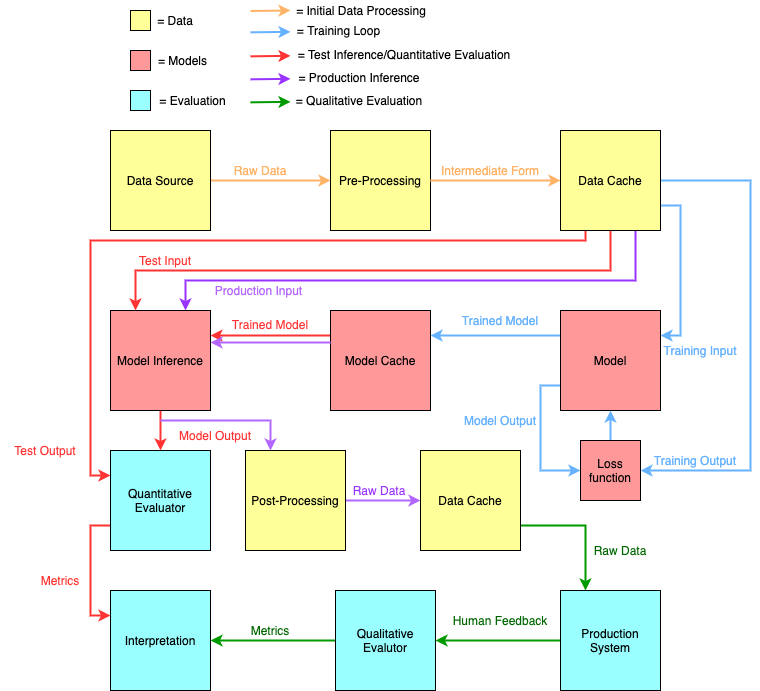 = Data
= Models
= Evaluation
= Initial Data Processing
= Training Loop
= Test Inference/Quantitative Evaluation
= Production Inference
= Qualitative Evaluation
Data Source
Raw Data
Pre-Processing
Intermediate Form
Data Cache
Test Input
Production Input
Model Inference
Trained Model
Model Cache
Trained Model
Model
Training Input
Model Output
Test Output
Model Output
Loss
function
Training Output
Quantitative
Evaluator
Post-Processing
Raw Data
Data Cache
Raw Data
Metrics
Interpretation
Metrics
Qualitative
Evalutor
Human Feedback
Production
System